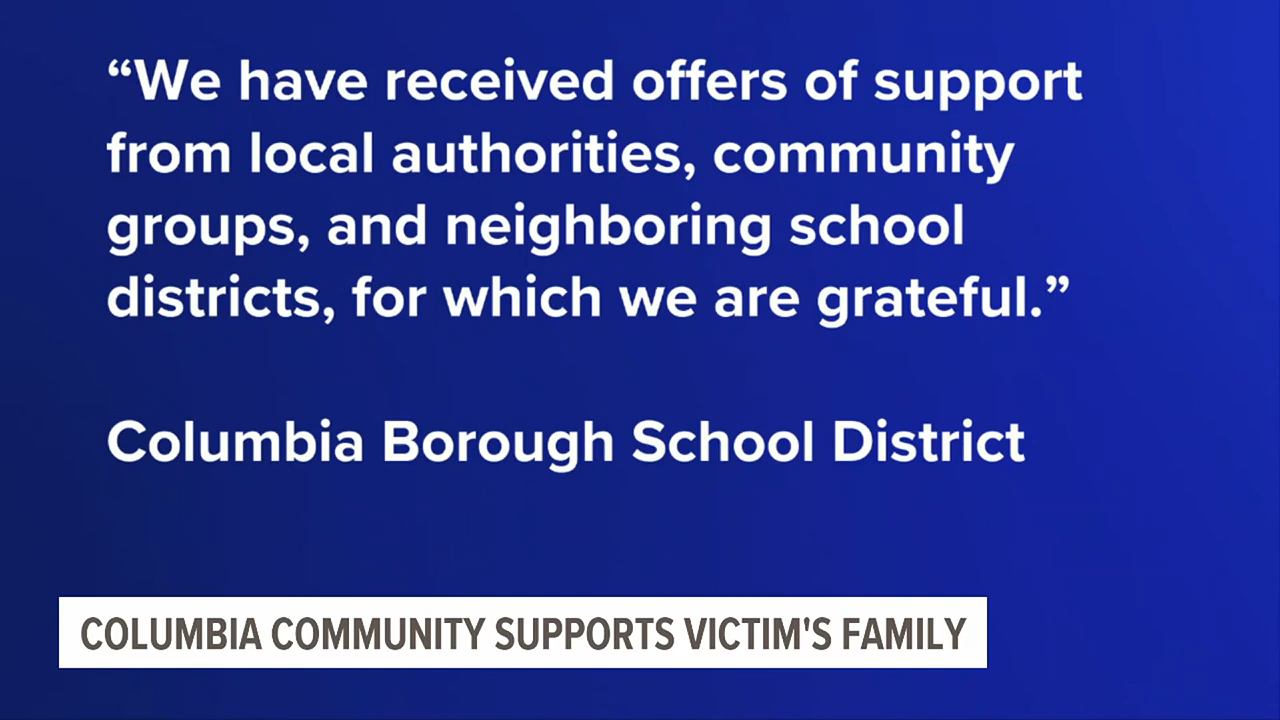 “We have received offers of support
from local authorities, community
groups, and neighboring school
districts, for which we are grateful.”
Columbia Borough School District
COLUMBIA COMMUNITY SUPPORTS VICTIM'S FAMILY